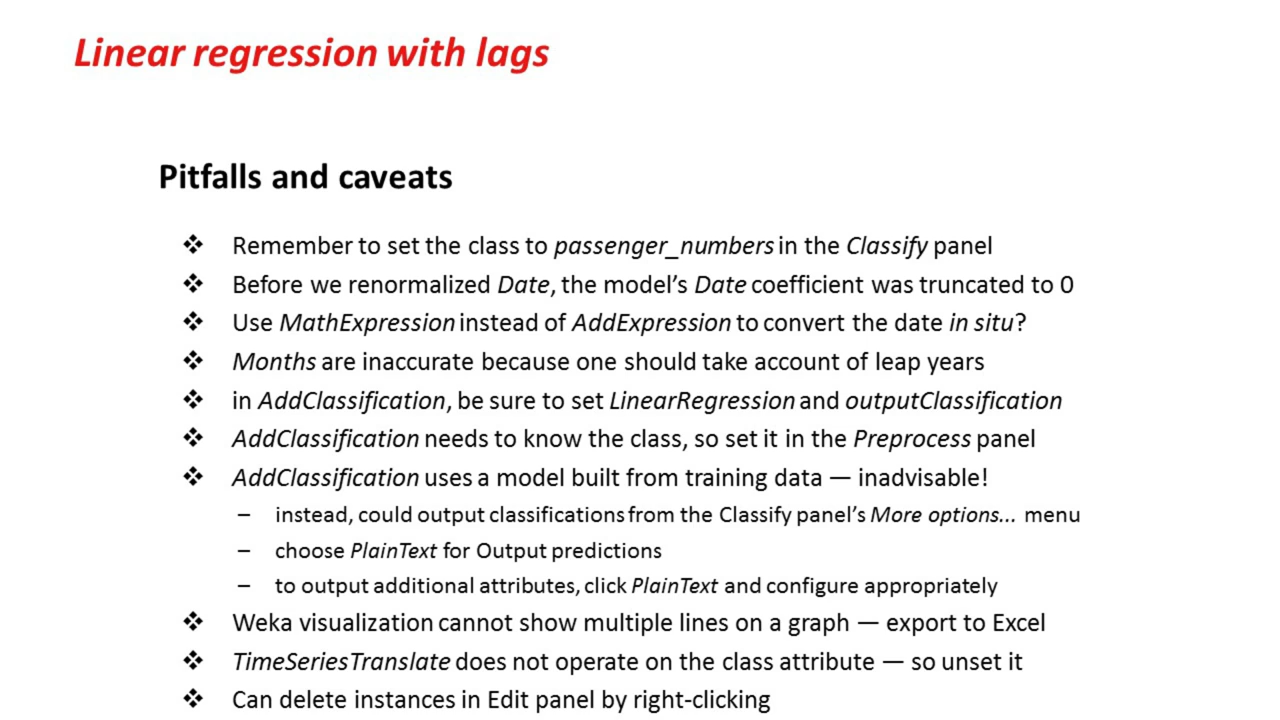 Linear regression with lags
Pitfalls and caveats
❖ Remember to set the class to passenger_numbers in the Classify panel
❖ Before we renormalized Date, the model’s Date coefficient was truncated to 0
❖ Use MathExpression instead of AddExpression to convert the date in situ?
❖ Months are inaccurate because one should take account of leap years
❖ in AddClassification, be sure to set LinearRegression and outputClassification
❖ AddClassification needs to know the class, so set it in the Preprocess panel
❖ AddClassification uses a model built from training data — inadvisable!
– instead, could output classifications from the Classify panel’s More options... menu
– choose PlainText for Output predictions
– to output additional attributes, click PlainText and configure appropriately
❖ Weka visualization cannot show multiple lines on a graph — export to Excel
❖ TimeSeriesTranslate does not operate on the class attribute — so unset it
❖ Can delete instances in Edit panel by right-clicking